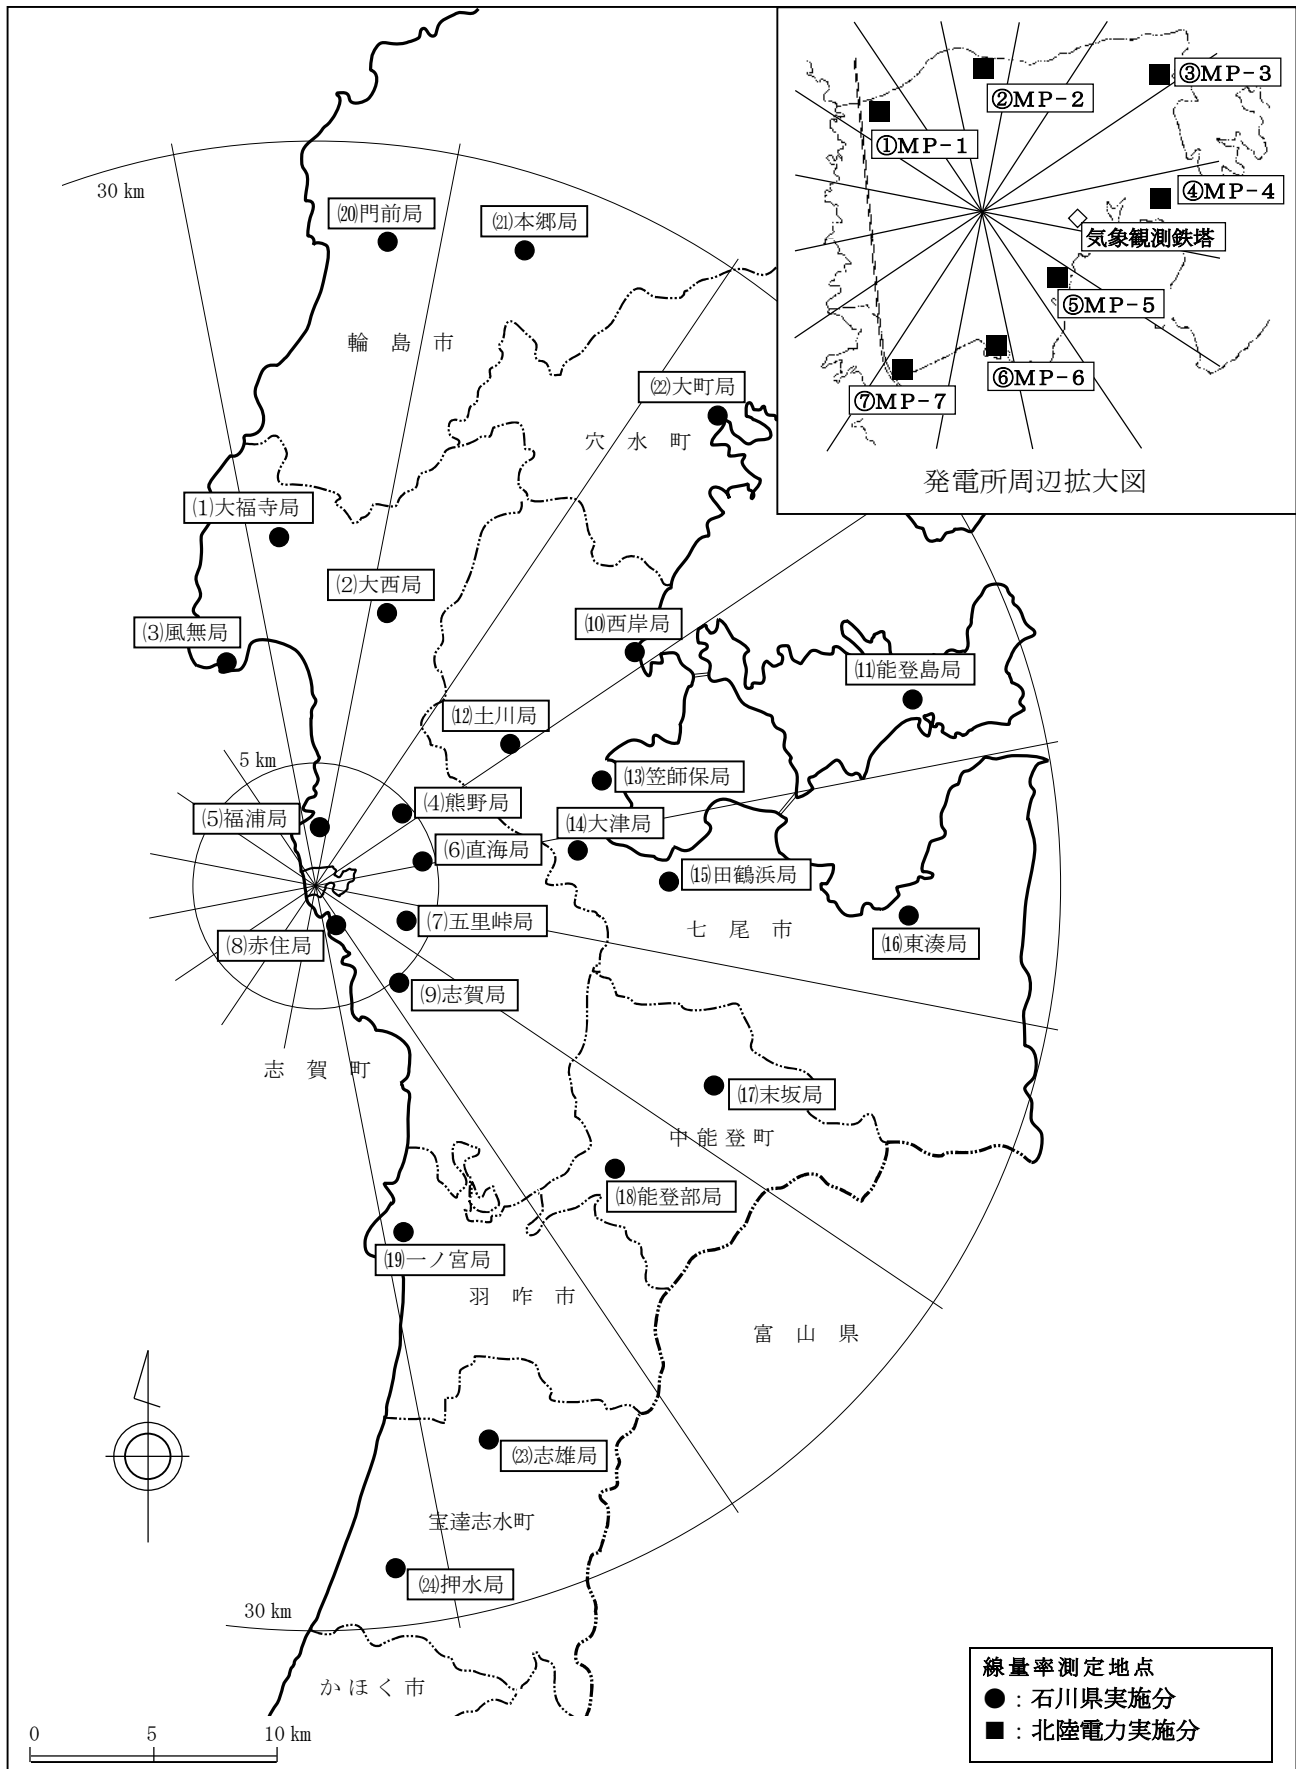 ③MP-3
②MP-2
①MP-1
④MP-4
気象観測鉄塔
⑤MP-5
⑥MP-6
⑦MP-7
発電所周辺拡大図
30 km
⒇門前局
(21)本郷局
輪島市
(22)大町局
穴水町
⑴大福寺局
⑵大西局
⑶風無局
⑽西岸局
⑾能登島局
⑿土川局
5 km
⒀笠師保局
⑷熊野局
⑸福浦局
⒁大津局
⑹直海局
⒂田鶴浜局
⑺五里峠局
七尾市
⑻赤住局
⒃東湊局
⑼志賀局
志賀町
⒄末坂局
中能登町
⒅能登部局
⒆一ノ宮局
羽咋市
富山県
(23)志雄局
宝達志水町
(24)押水局
30 km
かほく市
0 5 10 km
線量率測定地点
●：石川県実施分
■：北陸電力実施分